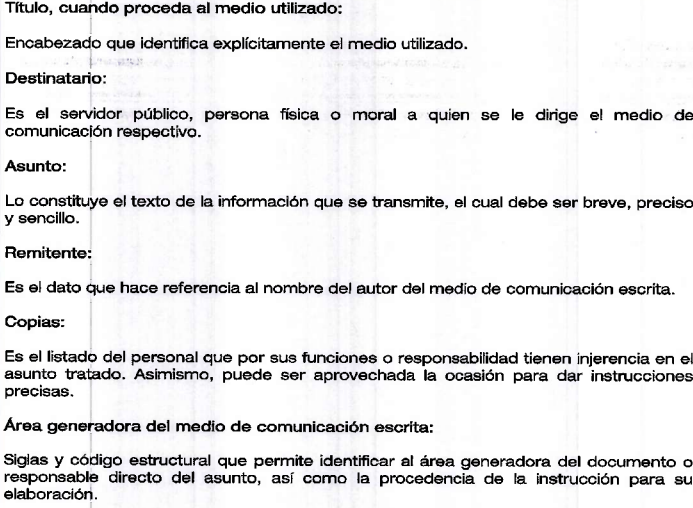 Título, cuando proceda al medio utilizado:
Encabezado que identifica explícitamente el medio utilizado.
Destinatario:
Es el servidor público, persona física o moral a quien se le dirige el medio de
comunicación respectivo.
Asunto:
Lo constituye el texto de la información que se transmite, el cual debe ser breve, preciso
y sencillo.
Remitente:
Es el dato que hace referencia al nombre del autor del medio de comunicación escrita.
Copias:
Es el listado del personal que por sus funciones o responsabilidad tienen injerencia en el
asunto tratado. Asimismo, puede ser aprovechada la ocasión para dar instrucciones
precisas.
Área generadora del medio de comunicación escrita:
Siglas y código estructural que permite identificar al área generadora del documento o
responsable directo del asunto, así como la procedencia de la instrucción para su
elaboración.